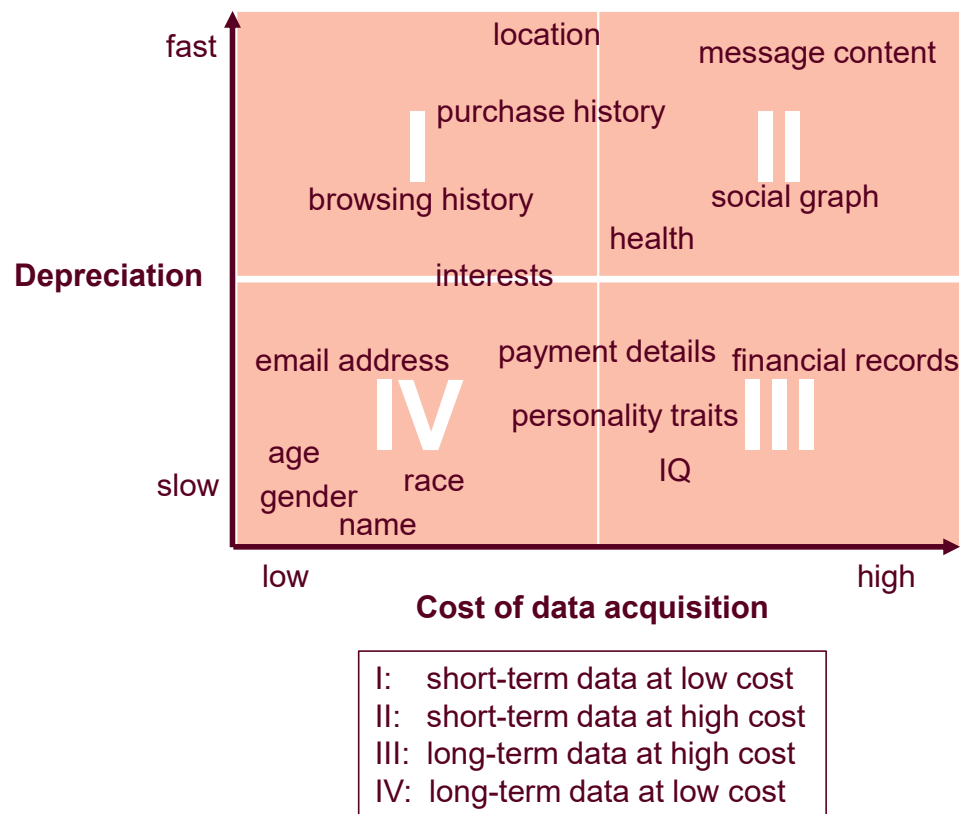 fast
location
message content
purchase history
I
II
browsing history
social graph
health
Depreciation
interests
email address
payment details
financial records
IV
personality traits
III
age
race
IQ
slow
gender
name
low
high
Cost of data acquisition
I: short-term data at low cost
II: short-term data at high cost
III: long-term data at high cost
IV: long-term data at low cost